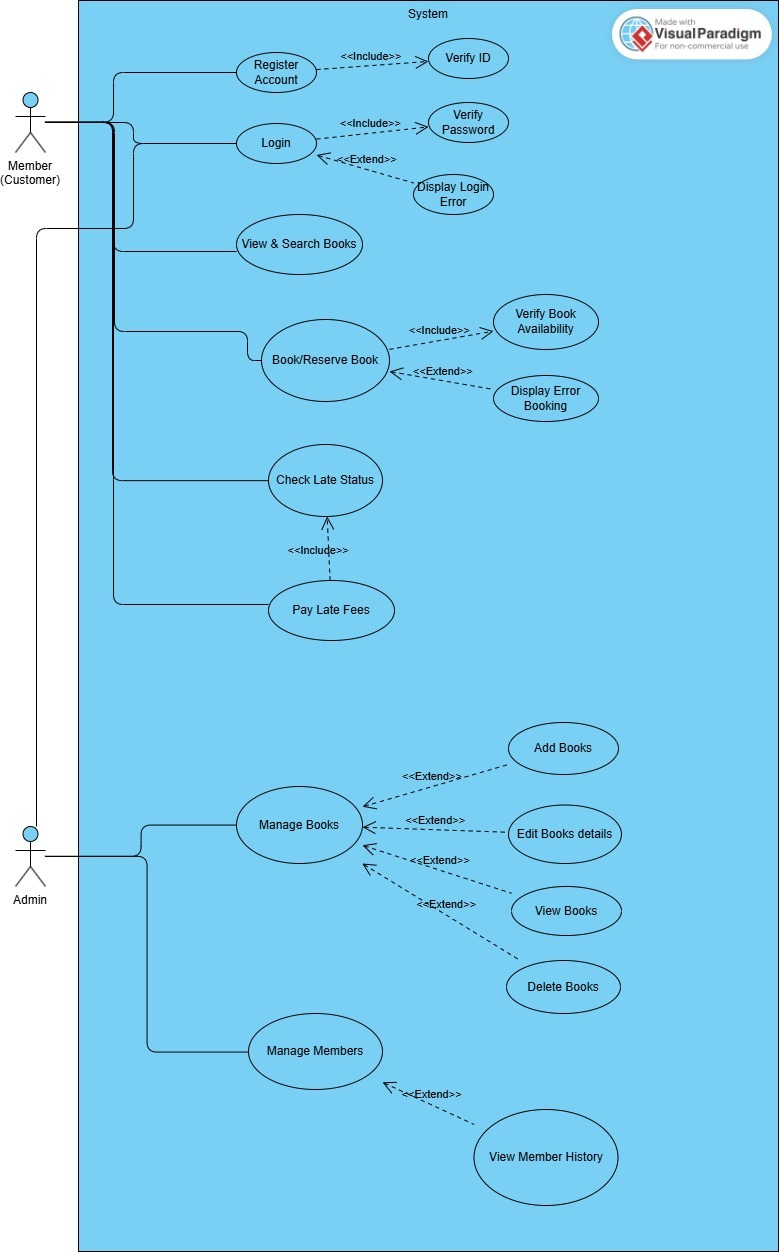 System
Made with
VisualParadigm
For non-commercial use
Register
Account
<<Include>>
Verify ID
Member
(Customer)
Login
<<Include>>
Verify
Password
<<Extend>>
Display Login
Error
View & Search Books
Book/Reserve Book
<<Include>>
Verify Book
Availability
<<Extend>>
Display Error
Booking
Check Late Status
<<Include>>
Pay Late Fees
Admin
Manage Books
<<Extend>>
Add Books
<<Extend>>
Edit Books details
<<Extend>>
View Books
<<Extend>>
Delete Books
Manage Members
<<Extend>>
View Member History